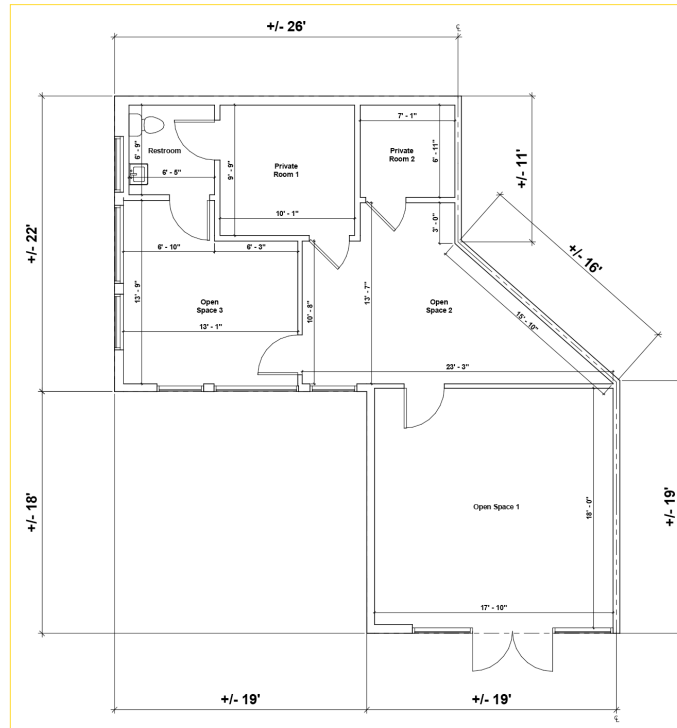 +/- 26'
℄
7' - 1"
Restroom
6' - 9"
6' - 5"
Private
Room 1
9' - 9"
10' - 1"
Private
Room 2
6' - 11"
+/- 11'
3' - 0"
+/- 22'
+/- 16'
6' - 10"
6' - 3"
13' - 9"
Open
Space 3
13' - 1"
10' - 8"
13' - 7"
Open
Space 2
15' - 10"
23' - 3"
+/- 18'
Open Space 1
18' - 0"
+/- 19'
17' - 10"
+/- 19'
+/- 19'
℄